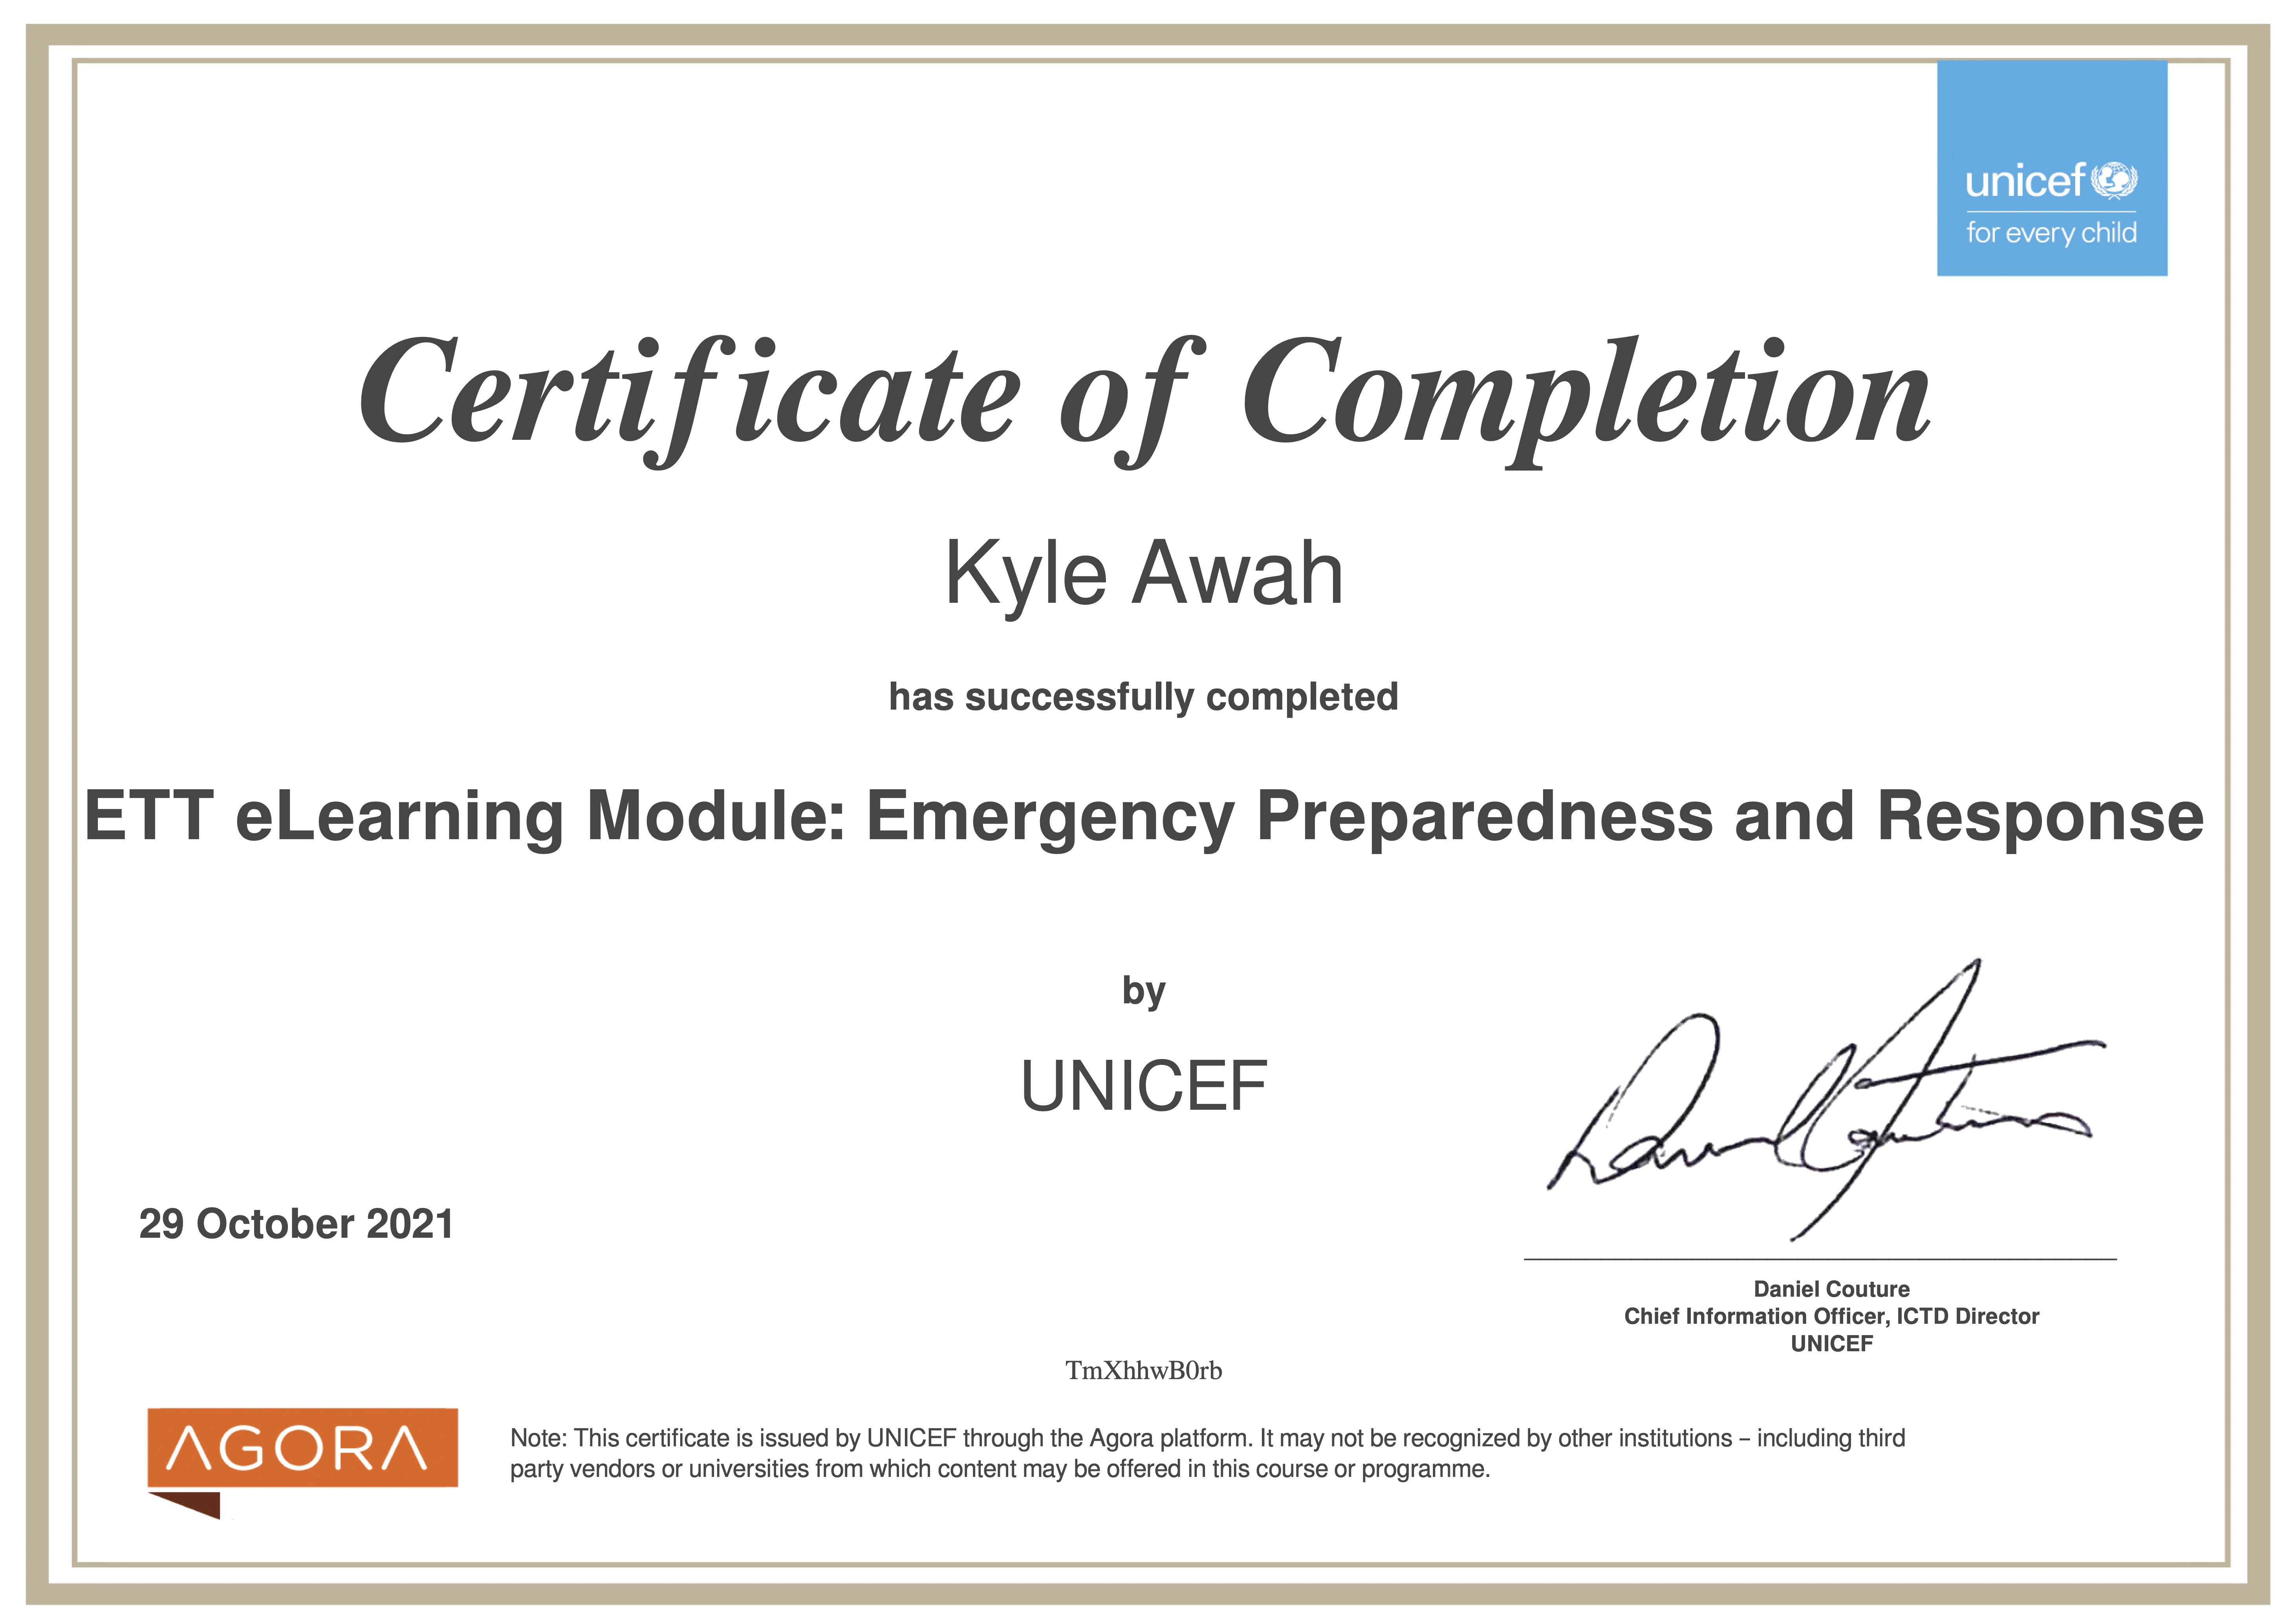 unicef
for every child
Certificate of Completion
Kyle Awah
has successfully completed
ETT eLearning Module: Emergency Preparedness and Response
by
UNICEF
29 October 2021
Daniel Couture
Chief Information Officer, ICTD Director
UNICEF
TmXhhwB0rb
AGORA
Note: This certificate is issued by UNICEF through the Agora platform. It may not be recognized by other institutions – including third
party vendors or universities from which content may be offered in this course or programme.